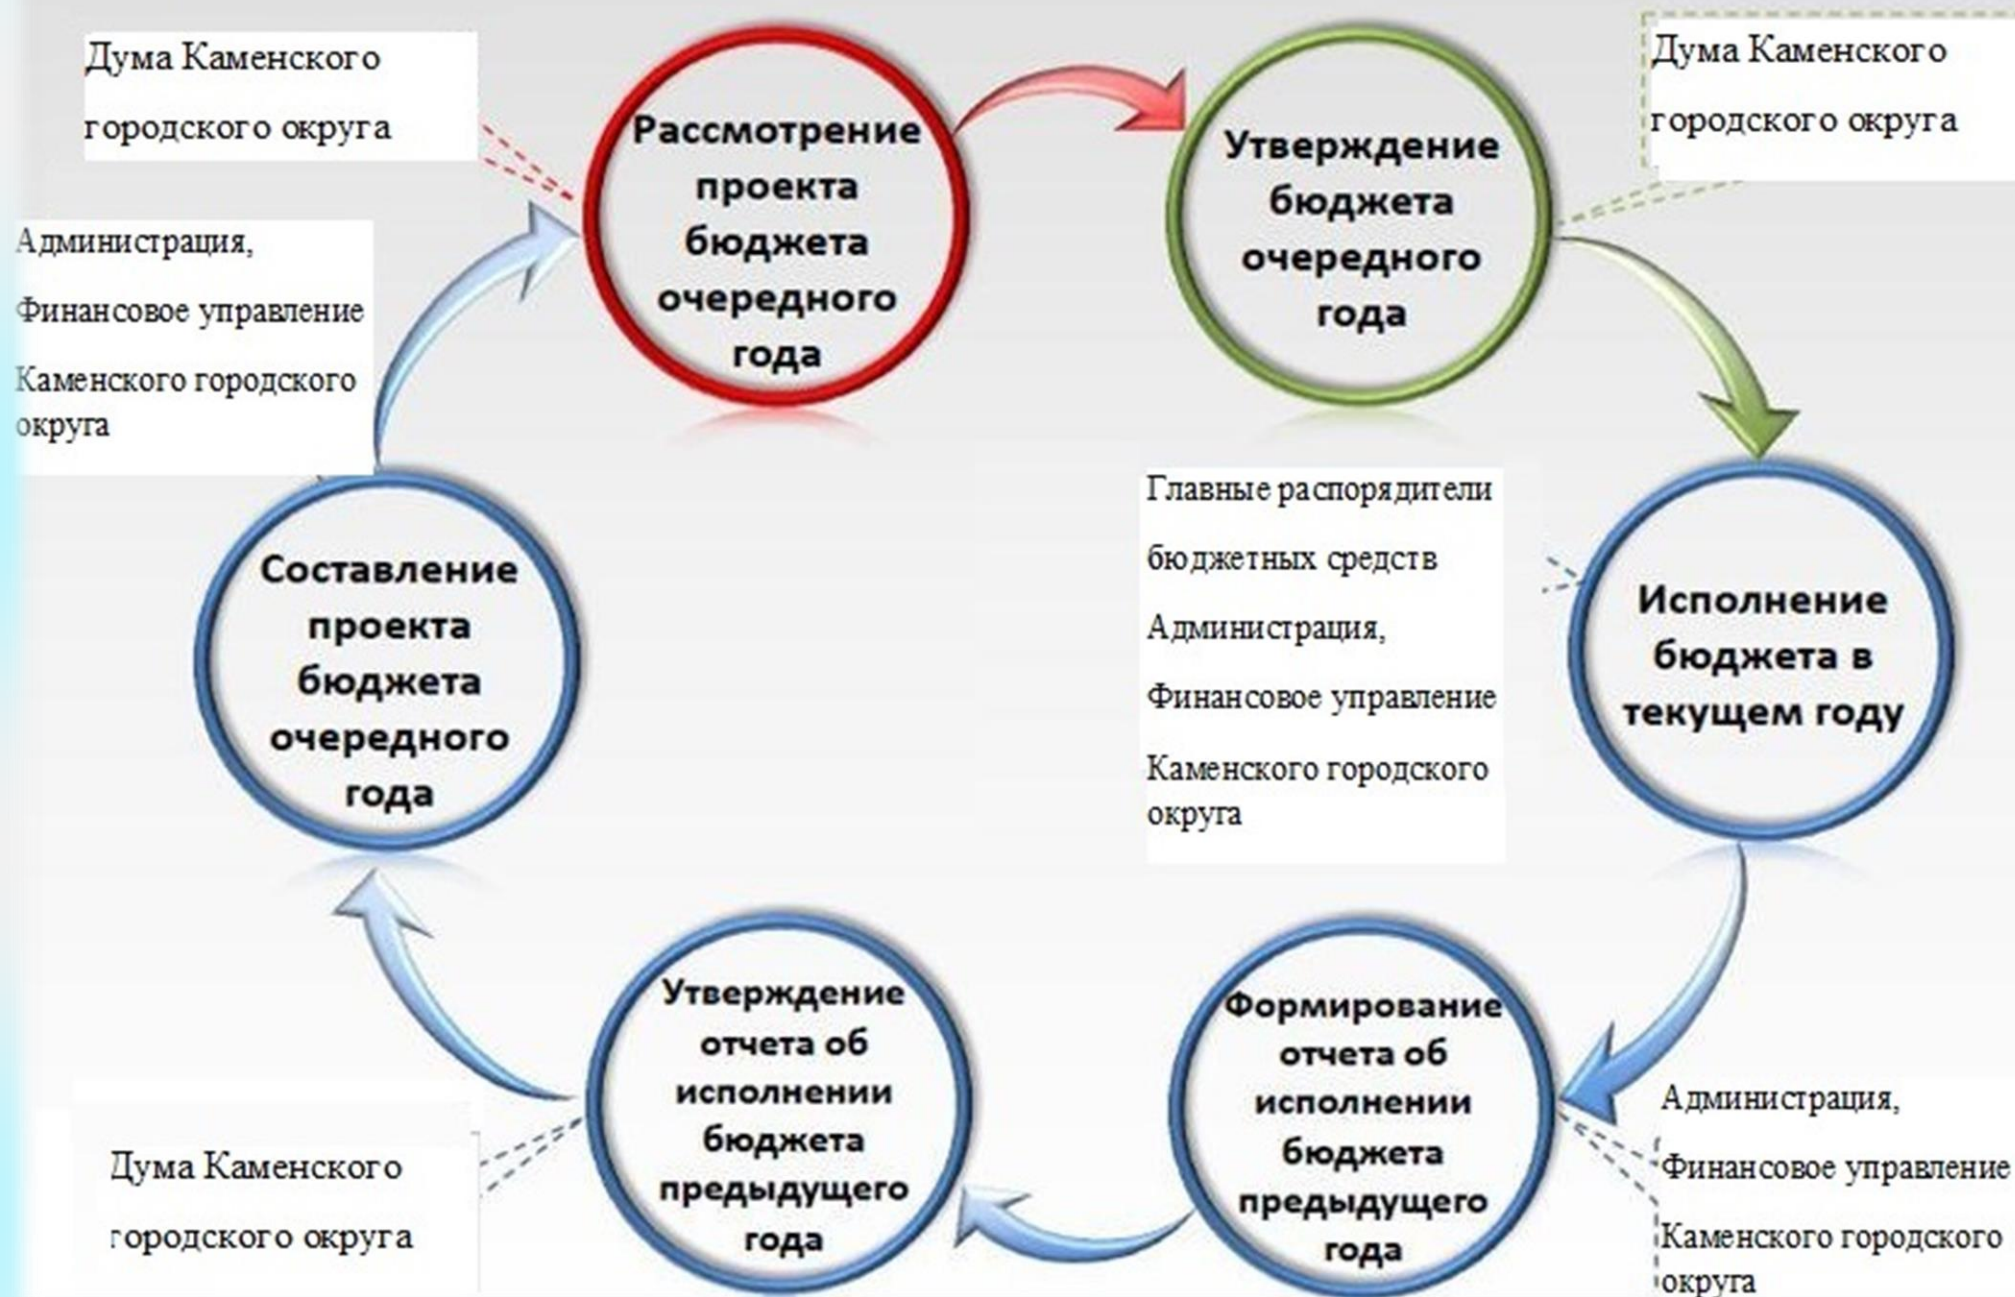 Дума Каменского
городского округа
Рассмотрение
проекта
бюджета
очередного
года
Утверждение
бюджета
очередного
года
Дума Каменского
городского округа
Администрация,
Финансовое управление
Каменского городского
округа
Составление
проекта
бюджета
очередного
года
Главные распорядители
бюджетных средств
Администрация,
Финансовое управление
Каменского городского
округа
Исполнение
бюджета в
текущем году
Дума Каменского
городского округа
Утверждение
отчета об
исполнении
бюджета
предыдущего
года
Формирование
отчета об
исполнении
бюджета
предыдущего
года
Администрация,
Финансовое управление
Каменского городского
округа